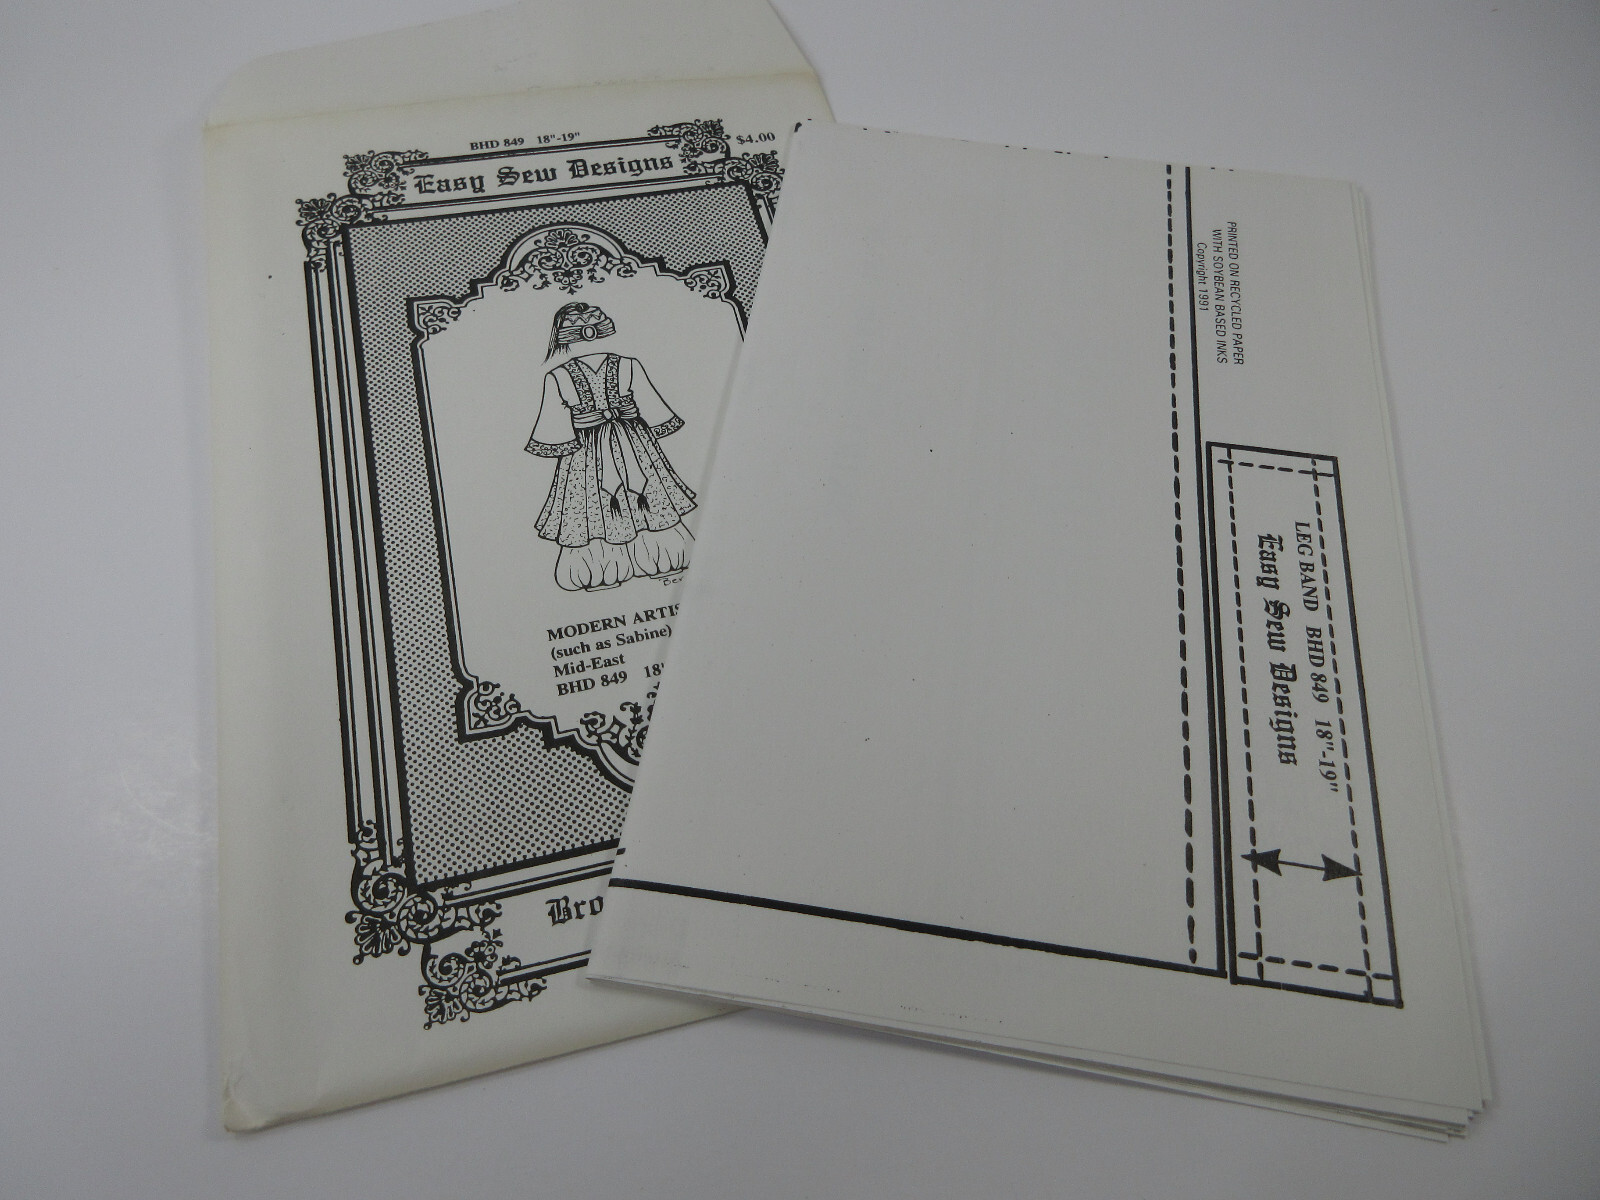 BHD 849 18"-19"
$4.00
Easy Sew Designs
MODERN ARTIS
(such as Sabine)
Mid-East
BHD 849 18"
Bro
PRINTED ON RECYCLED PAPER
WITH SOYBEAN BASED INKS
Copyright 1991
LEG BAND BHD 849 18"-19"
Easy Sew Designs